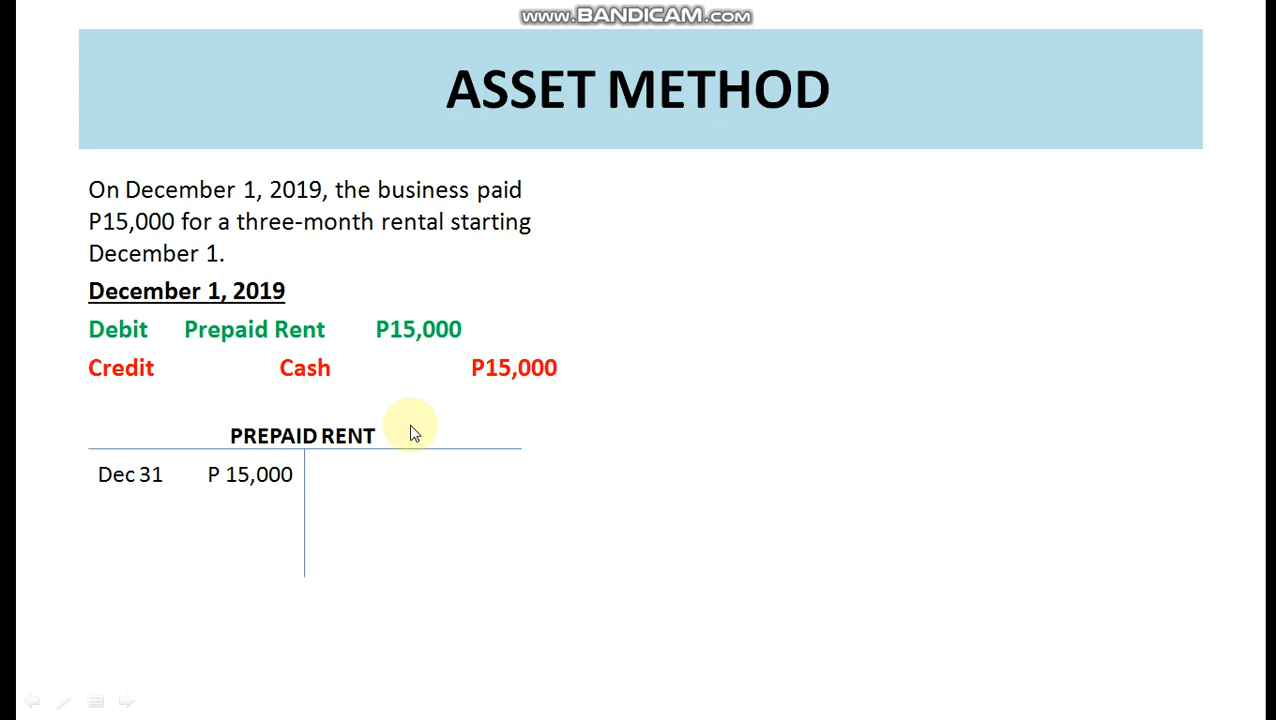 www.BANDICAM.com
ASSET METHOD
On December 1, 2019, the business paid
P15,000 for a three-month rental starting
December 1.
December 1, 2019
Debit Prepaid Rent P15,000
Credit Cash P15,000
PREPAID RENT
Dec 31 P 15,000